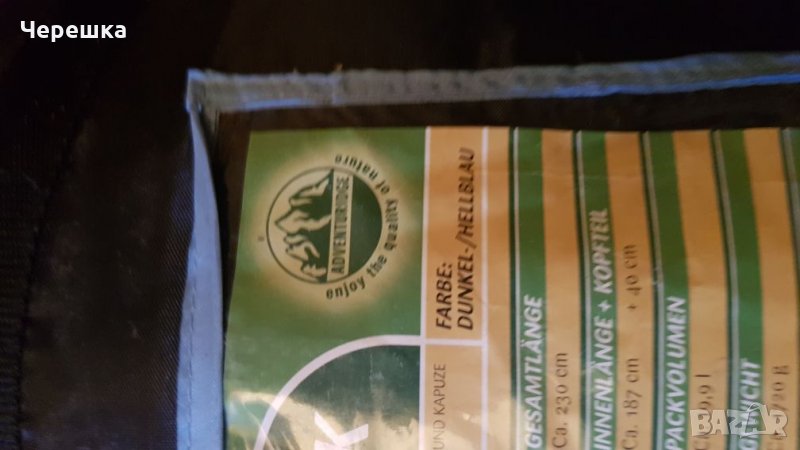 Черешка
ADVENTURIDGE
enjoy the quality of nature
UND KAPUZE
FARBE:
DUNKEL-/HELLBLAU
GESAMTLÄNGE
Ca. 230 cm
INNENLÄNGE + KOPFTEIL
Ca. 187 cm + 40 cm
PACKVOLUMEN
BAZAR